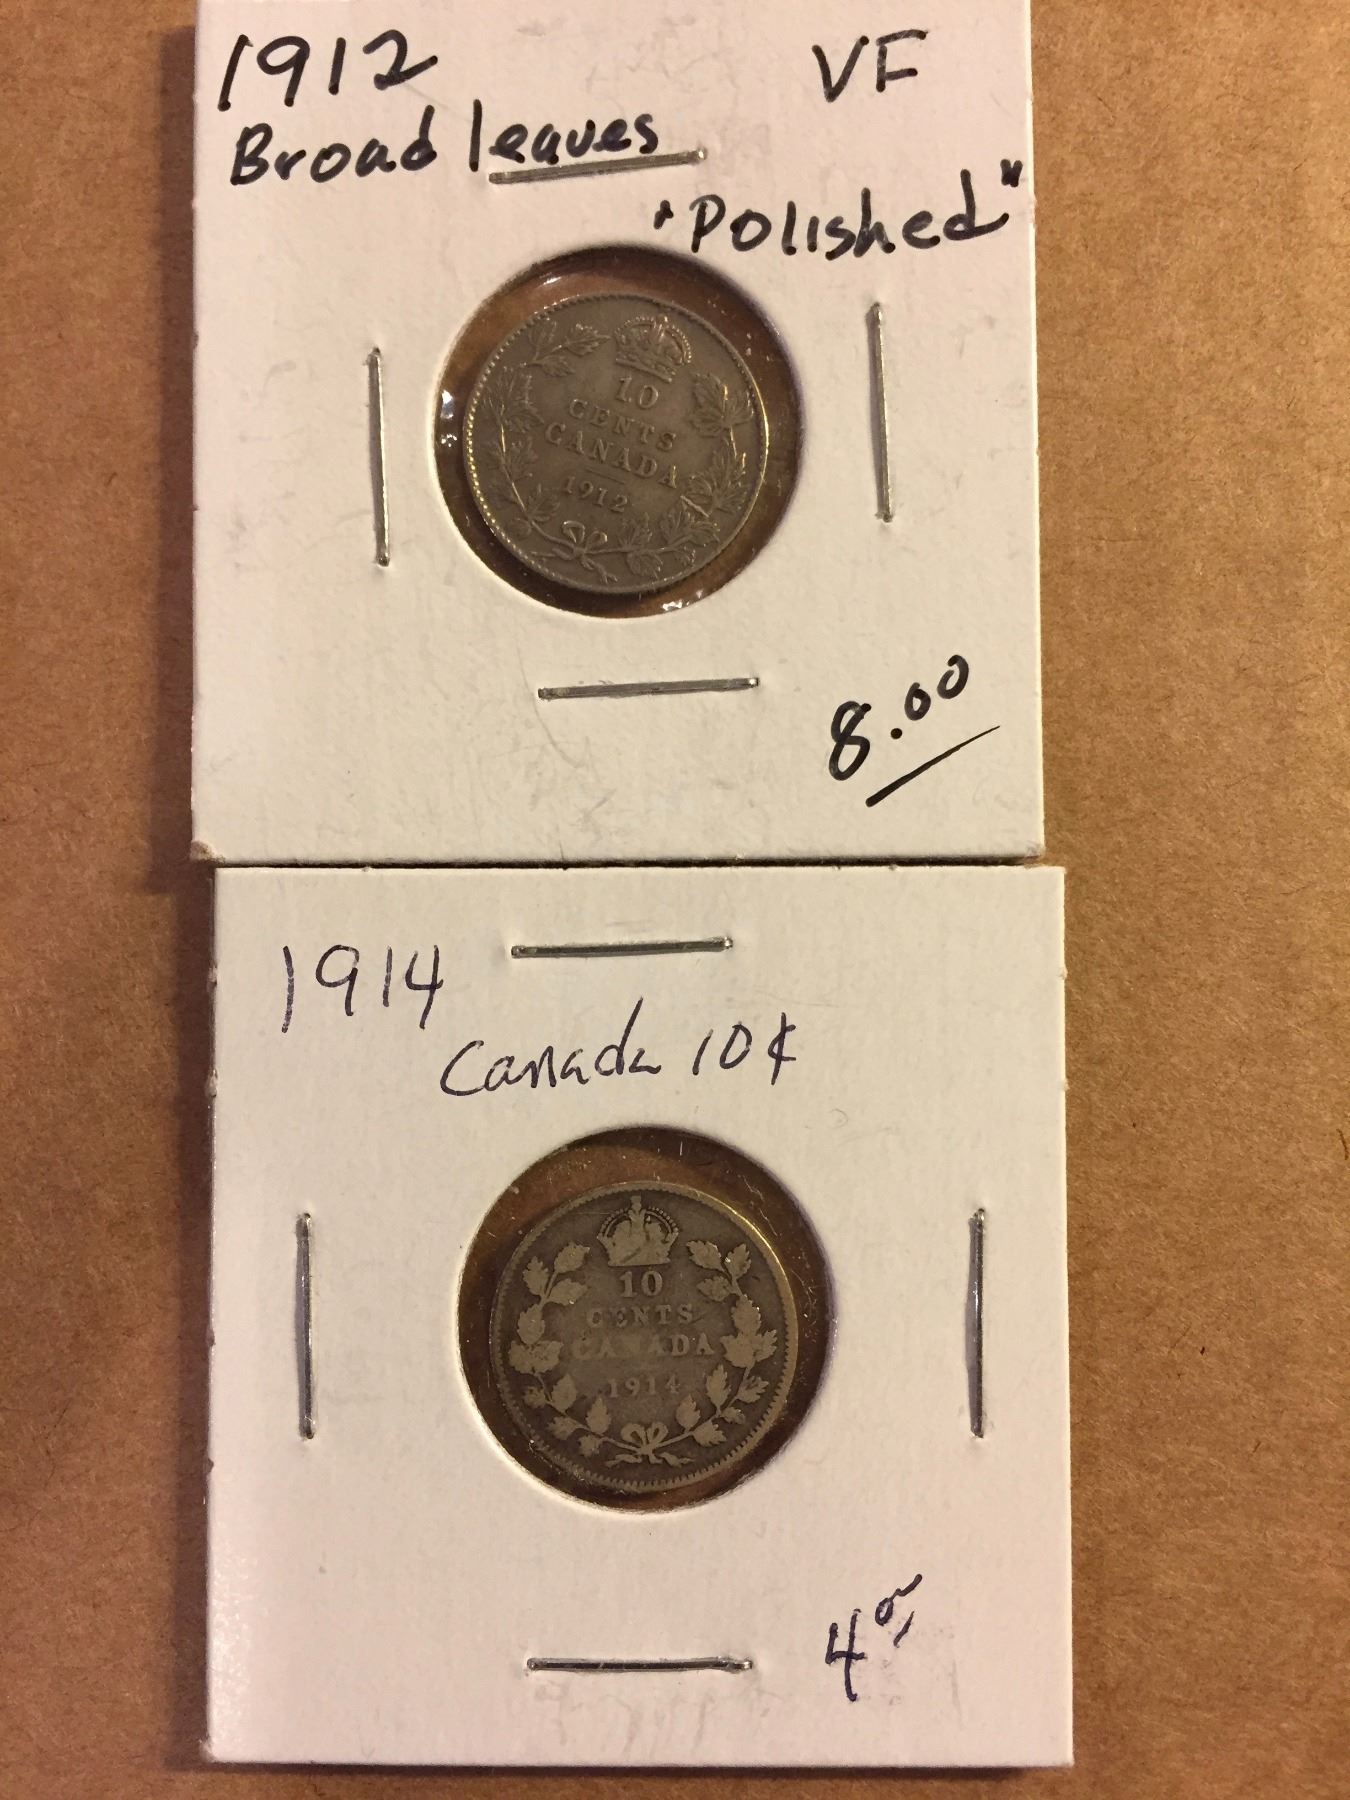 1912 VF
Broad leaves
"Polished"
10
CENTS
CANADA
1912
8.00
1914
Canada 10¢
10
CENTS
CANADA
1914
4